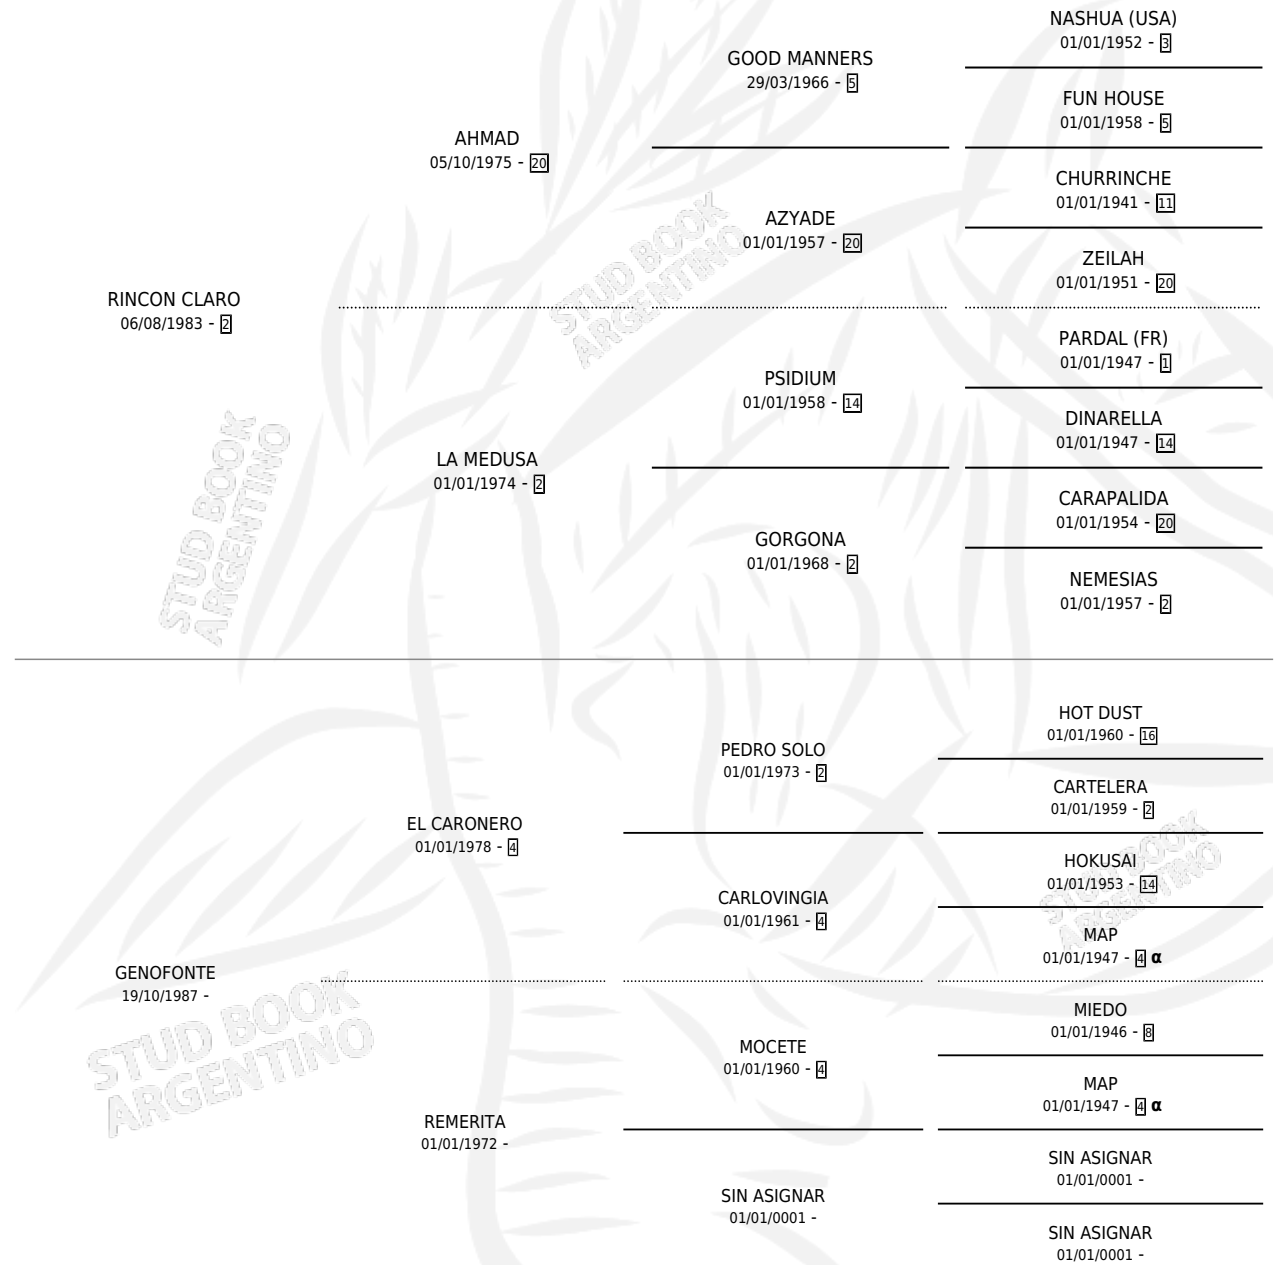 NASHUA (USA)
01/01/1952 - 3
GOOD MANNERS
29/03/1966 - 5
FUN HOUSE
01/01/1958 - 5
AHMAD
05/10/1975 - 20
CHURRINCHE
01/01/1941 - 11
AZYADE
01/01/1957 - 20
ZEILAH
01/01/1951 - 20
RINCON CLARO
06/08/1983 - 2
PARDAL (FR)
01/01/1947 - 1
PSIDIUM
01/01/1958 - 14
DINARELLA
01/01/1947 - 14
LA MEDUSA
01/01/1974 - 2
CARAPALIDA
01/01/1954 - 20
GORGONA
01/01/1968 - 2
NEMESIAS
01/01/1957 - 2
HOT DUST
01/01/1960 - 16
PEDRO SOLO
01/01/1973 - 2
CARTELERA
01/01/1959 - 2
EL CARONERO
01/01/1978 - 4
HOKUSAI
01/01/1953 - 14
CARLOVINGIA
01/01/1961 - 4
MAP
01/01/1947 - 4 α
GENOFONTE
19/10/1987 -
MIEDO
01/01/1946 - 8
MOCETE
01/01/1960 - 4
MAP
01/01/1947 - 4 α
REMERITA
01/01/1972 -
SIN ASIGNAR
01/01/0001 -
SIN ASIGNAR
01/01/0001 -
SIN ASIGNAR
01/01/0001 -
STUD BOOK
ARGENTINO
STUD BOOK
ARGENTINO
STUD BOOK
ARGENTINO
STUD BOOK
ARGENTINO